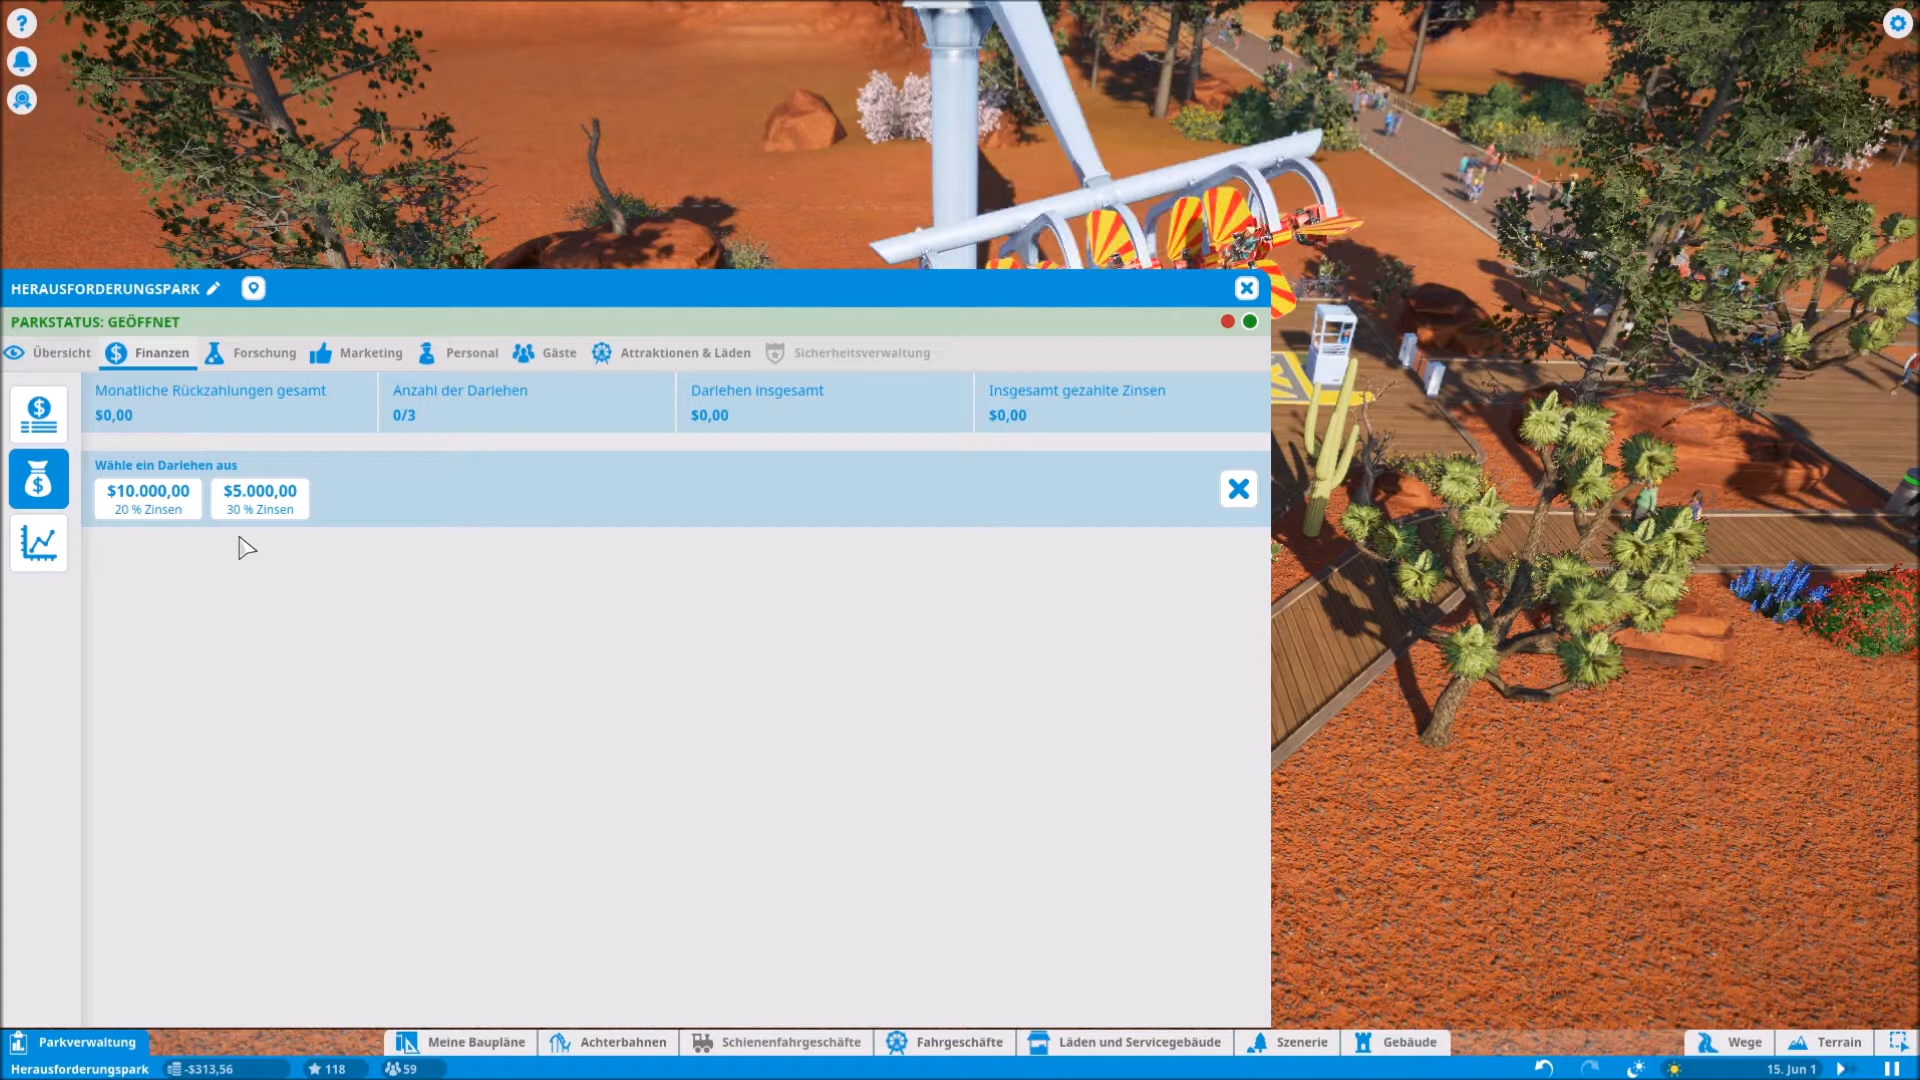 ?
HERAUSFORDERUNGSPARK
PARKSTATUS: GEÖFFNET
Übersicht
Finanzen
Forschung
Marketing
Personal
Gäste
Attraktionen & Läden
Sicherheitsverwaltung
Monatliche Rückzahlungen gesamt
$0,00
Anzahl der Darlehen
0/3
Darlehen insgesamt
$0,00
Insgesamt gezahlte Zinsen
$0,00
Wähle ein Darlehen aus
$10.000,00
20 % Zinsen
$5.000,00
30 % Zinsen
Parkverwaltung
Meine Baupläne
Achterbahnen
Schienenfahrgeschäfte
Fahrgeschäfte
Läden und Servicegebäude
Szenerie
Gebäude
Wege
Terrain
Herausforderungspark
-$313,56
118
59
15. Jun 1